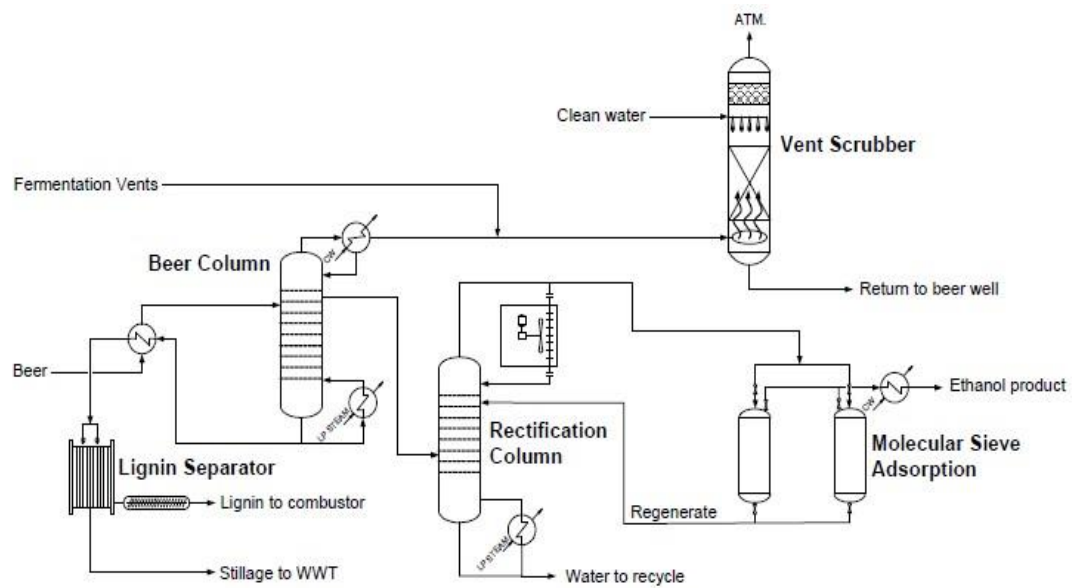 ATM.
Clean water
Vent Scrubber
Fermentation Vents
CW
Beer Column
Return to beer well
Beer
LP STEAM
CW
Ethanol product
Rectification
Column
Molecular Sieve
Adsorption
Lignin Separator
Lignin to combustor
Regenerate
LP STEAM
Stillage to WWT
Water to recycle